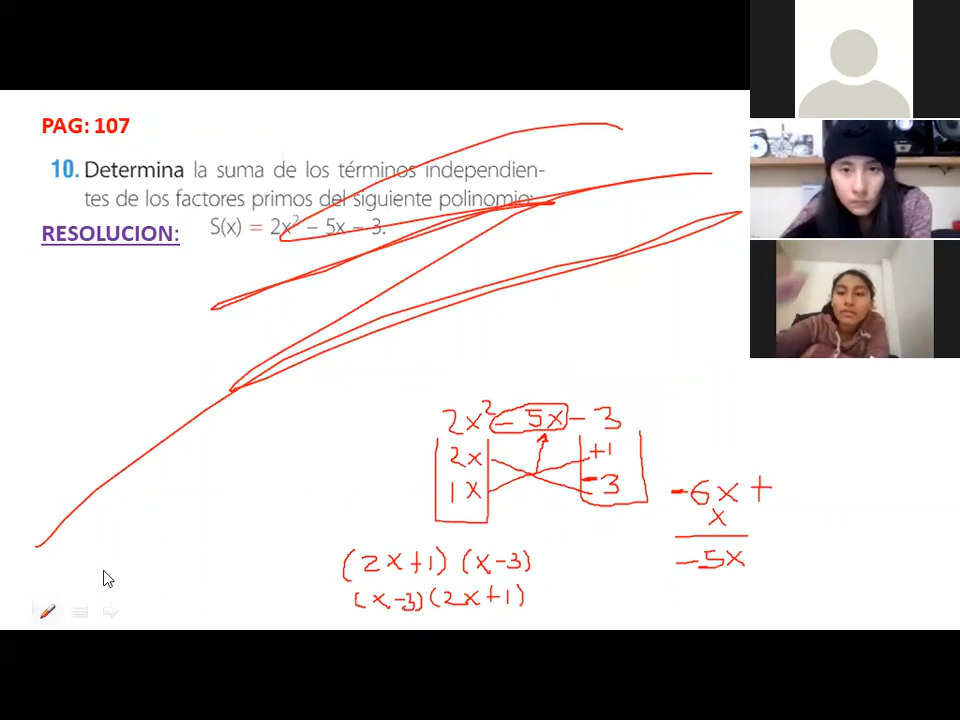 PAG: 107
10. Determina la suma de los términos independien-
tes de los factores primos del siguiente polinomio:
S(x) = 2x² – 5x – 3.
RESOLUCION:
2x² – 5x – 3
2x +1
1x -3
-6x +
x
-5x
(2x+1) (x-3)
(x-3)(2x+1)